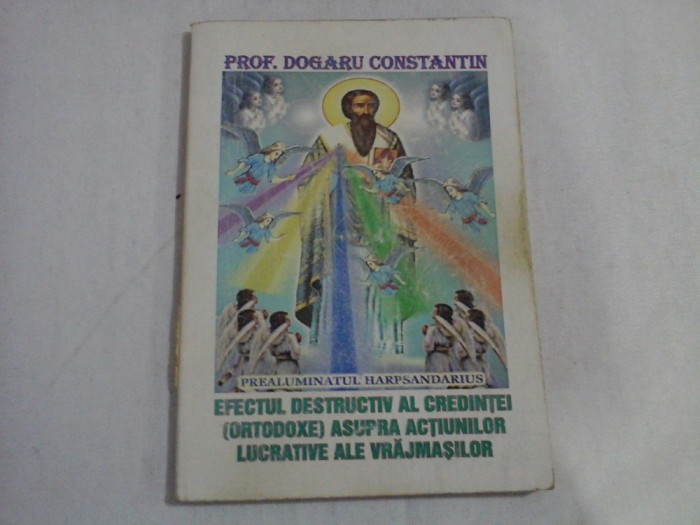 PROF. DOGARU CONSTANTIN
PREALUMINATUL HARPSANDARIUS
EFECTUL DESTRUCTIV AL CREDINȚEI
(ORTODOXE) ASUPRA ACȚIUNILOR
LUCRATIVE ALE VRĂJMAȘILOR